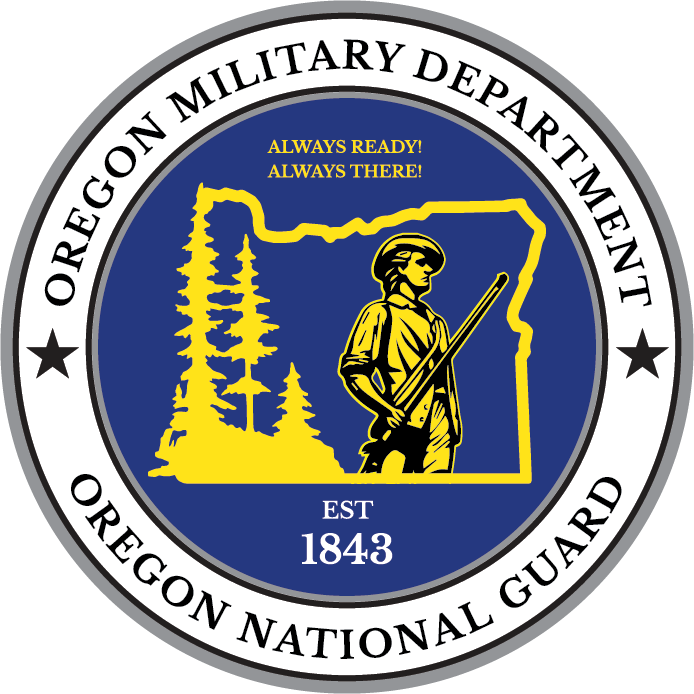 OREGON MILITARY DEPARTMENT
ALWAYS READY!
ALWAYS THERE!
EST
1843
OREGON NATIONAL GUARD